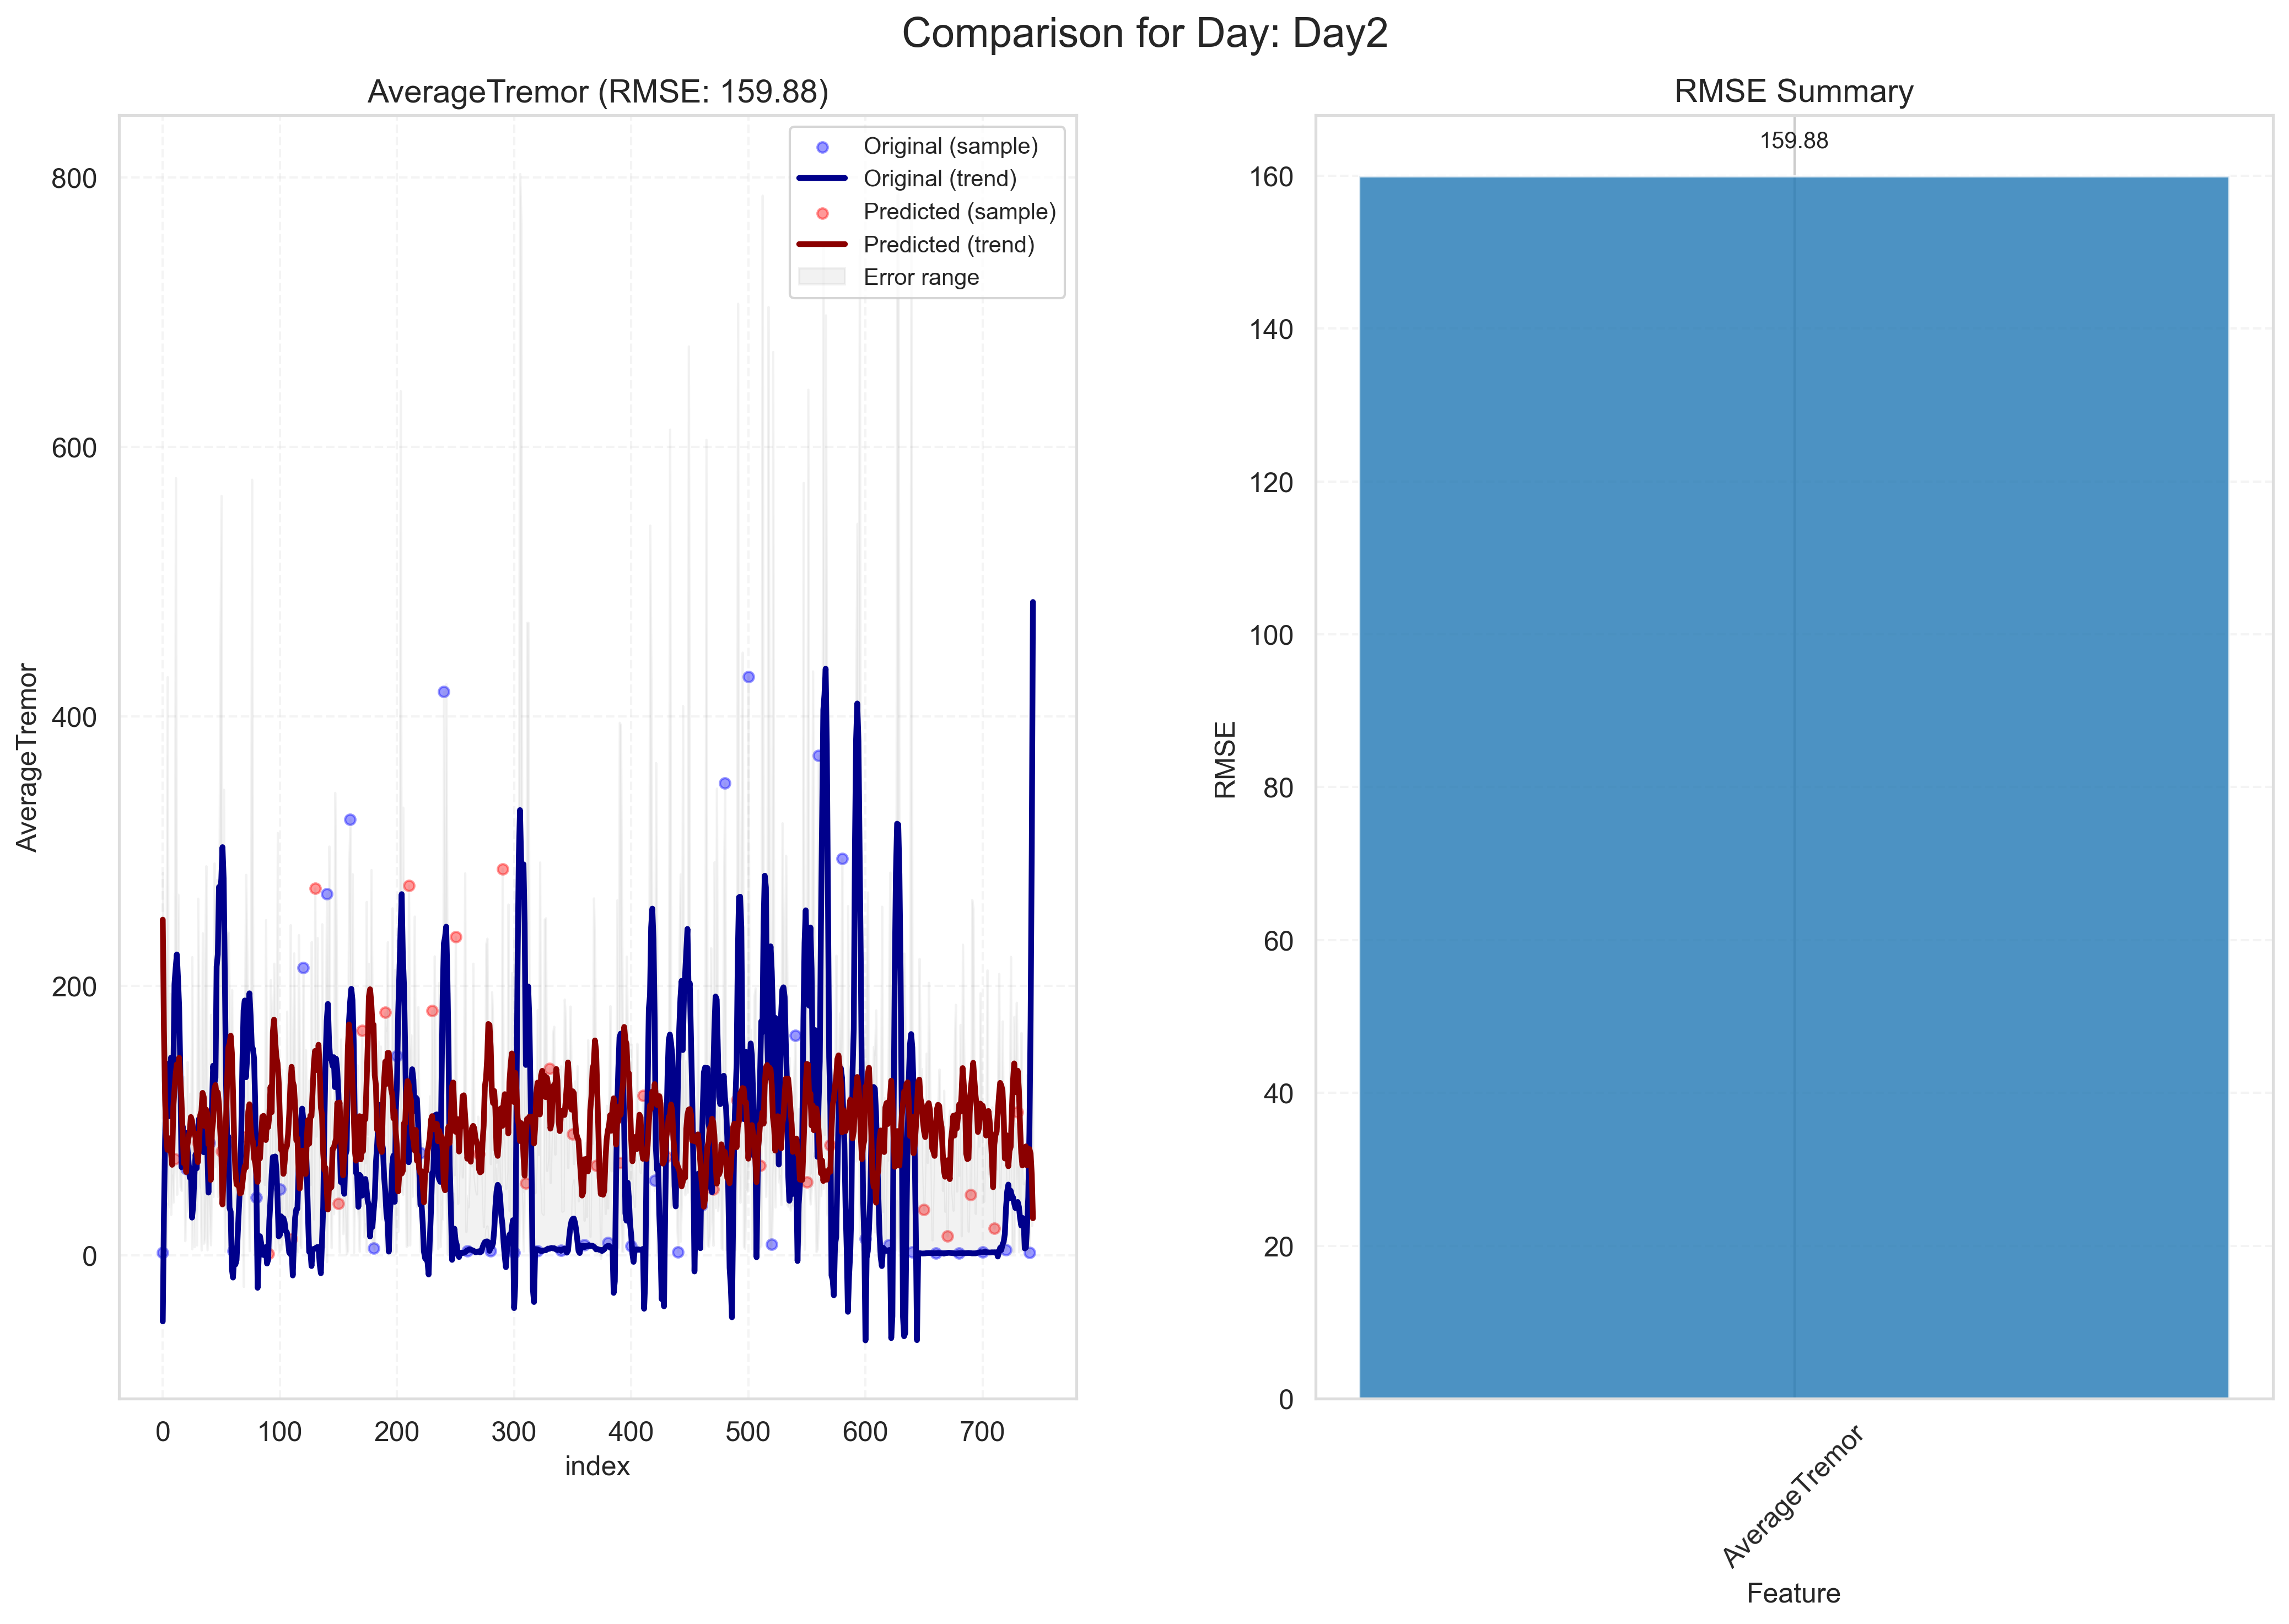 Comparison for Day: Day2
AverageTremor (RMSE: 159.88)
Original (sample)
Original (trend)
Predicted (sample)
Predicted (trend)
Error range
800
600
400
200
0
AverageTremor
0 100 200 300 400 500 600 700
index
RMSE Summary
159.88
160
140
120
100
80
60
40
20
0
RMSE
AverageTremor
Feature